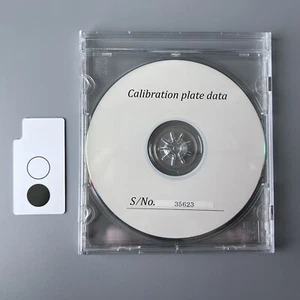 Calibration plate data
S/No. 35623